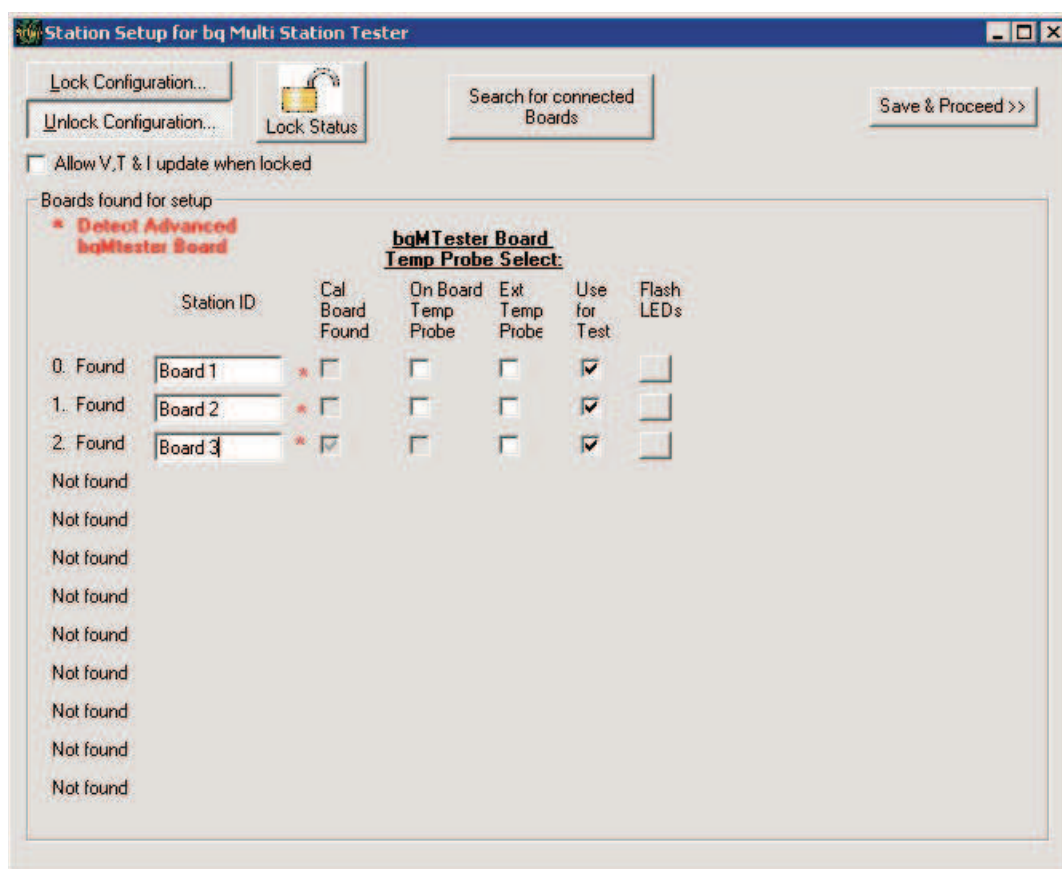 Station Setup for bq Multi Station Tester
Lock Configuration...
Unlock Configuration...
Lock Status
Search for connected
Boards
Save & Proceed >>
Allow V,T & I update when locked
Boards found for setup
* Detect Advanced
bqMtester Board
bqMTester Board
Temp Probe Select:
Station ID
Cal
Board
Found
On Board
Temp
Probe
Ext
Temp
Probe
Use
for
Test
Flash
LEDs
0. Found Board 1 *
1. Found Board 2 *
2. Found Board 3 *
Not found
Not found
Not found
Not found
Not found
Not found
Not found
Not found
Not found